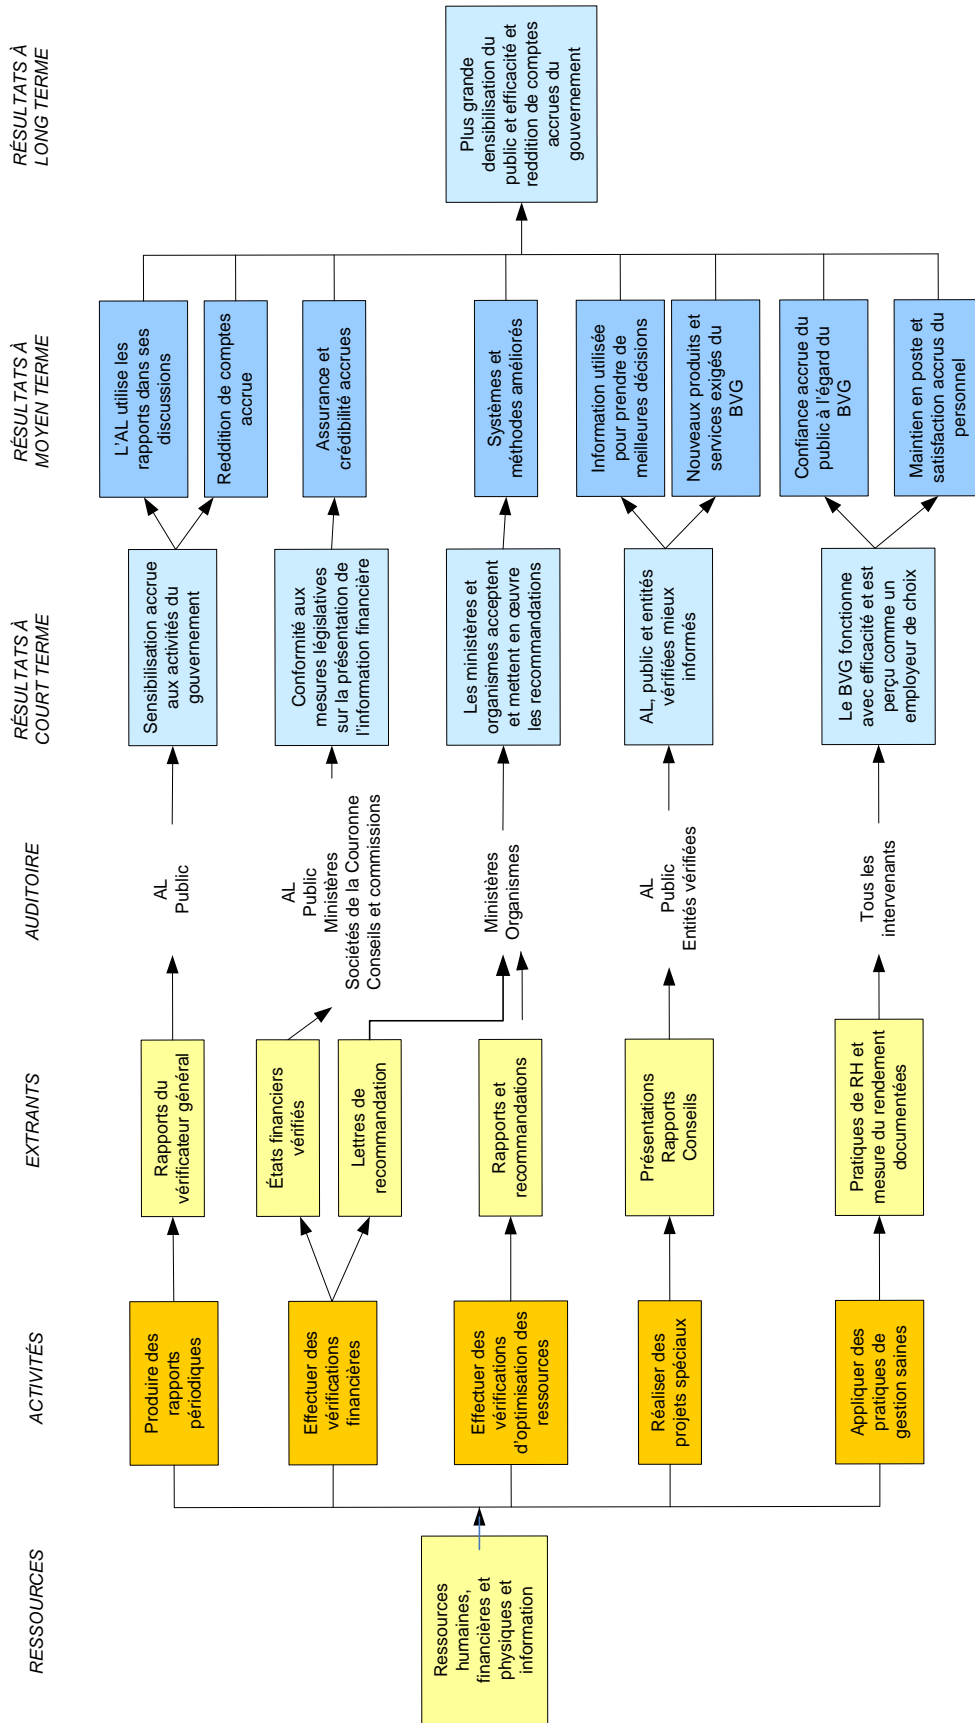 RESSOURCES
ACTIVITÉS
EXTRANTS
AUDITOIRE
RÉSULTATS À
COURT TERME
RÉSULTATS À
MOYEN TERME
RÉSULTATS À
LONG TERME
Ressources
humaines,
financières et
physiques et
information
Produire des
rapports
périodiques
Rapports du
vérificateur général
AL
Public
Sensibilisation accrue
aux activités du
gouvernement
L'AL utilise les
rapports dans ses
discussions
Reddition de comptes
accrue
Effectuer des
vérifications
financières
États financiers
vérifiés
Lettres de
recommandation
AL
Public
Ministères
Sociétés de la Couronne
Conseils et commissions
Conformité aux
mesures législatives
sur la présentation de
l'information financière
Assurance et
crédibilité accrues
Effectuer des
vérifications
d'optimisation des
ressources
Rapports et
recommandations
Ministères
Organismes
Les ministères et
organismes acceptent
et mettent en œuvre
les recommandations
Systèmes et
méthodes améliorés
Réaliser des
projets spéciaux
Présentations
Rapports
Conseils
AL
Public
Entités vérifiées
AL, public et entités
vérifiées mieux
informés
Information utilisée
pour prendre de
meilleures décisions
Nouveaux produits et
services exigés du
BVG
Appliquer des
pratiques de
gestion saines
Pratiques de RH et
mesure du rendement
documentées
Tous les
intervenants
Le BVG fonctionne
avec efficacité et est
perçu comme un
employeur de choix
Confiance accrue du
public à l'égard du
BVG
Maintien en poste et
satisfaction accrus du
personnel
Plus grande
densibilisation du
public et efficacité et
reddition de comptes
accrues du
gouvernement